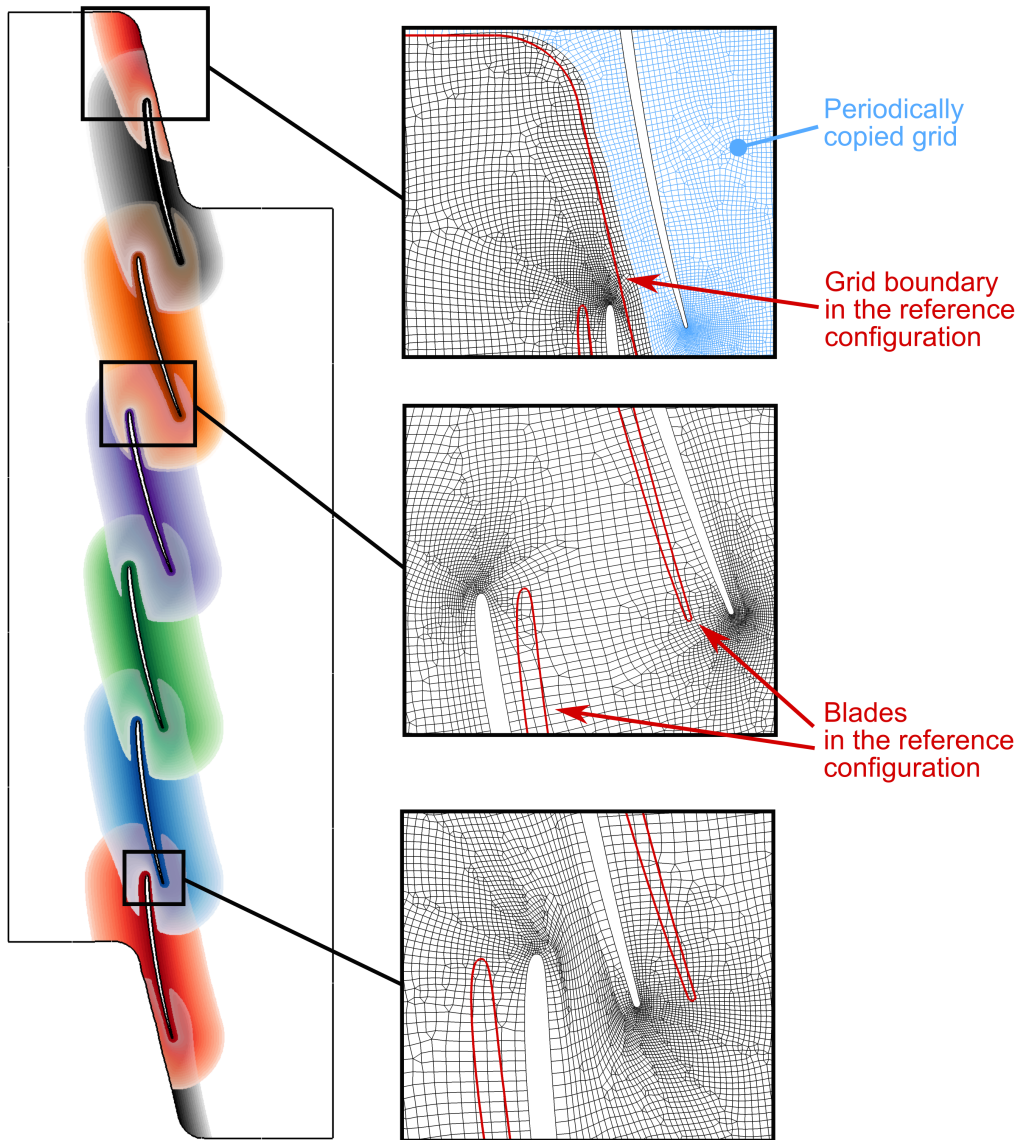 Periodically
copied grid
Grid boundary
in the reference
configuration
Blades
in the reference
configuration